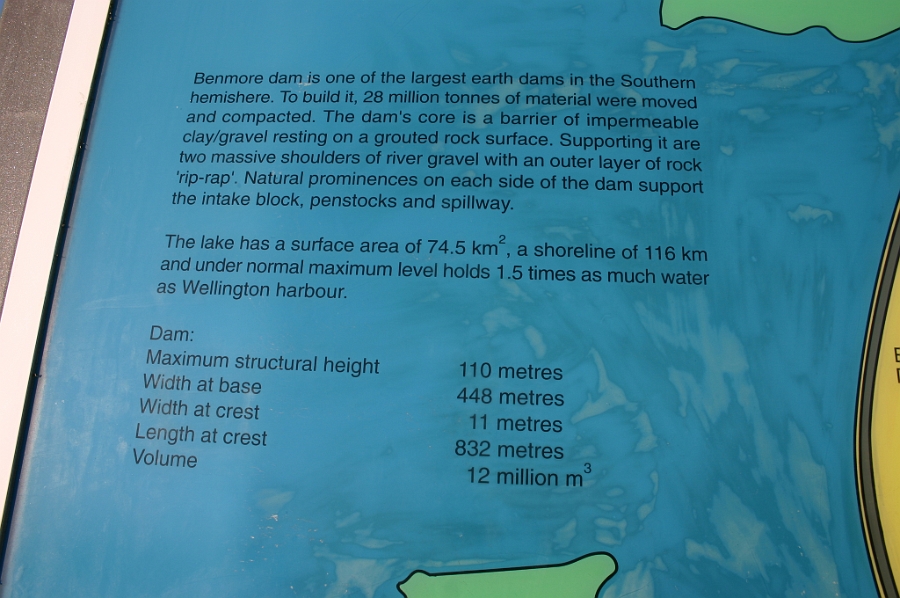 Benmore dam is one of the largest earth dams in the Southern
hemishere. To build it, 28 million tonnes of material were moved
and compacted. The dam's core is a barrier of impermeable
clay/gravel resting on a grouted rock surface. Supporting it are
two massive shoulders of river gravel with an outer layer of rock
'rip-rap'. Natural prominences on each side of the dam support
the intake block, penstocks and spillway.
The lake has a surface area of 74.5 km², a shoreline of 116 km
and under normal maximum level holds 1.5 times as much water
as Wellington harbour.
Dam:
Maximum structural height 110 metres
Width at base 448 metres
Width at crest 11 metres
Length at crest 832 metres
Volume 12 million m³